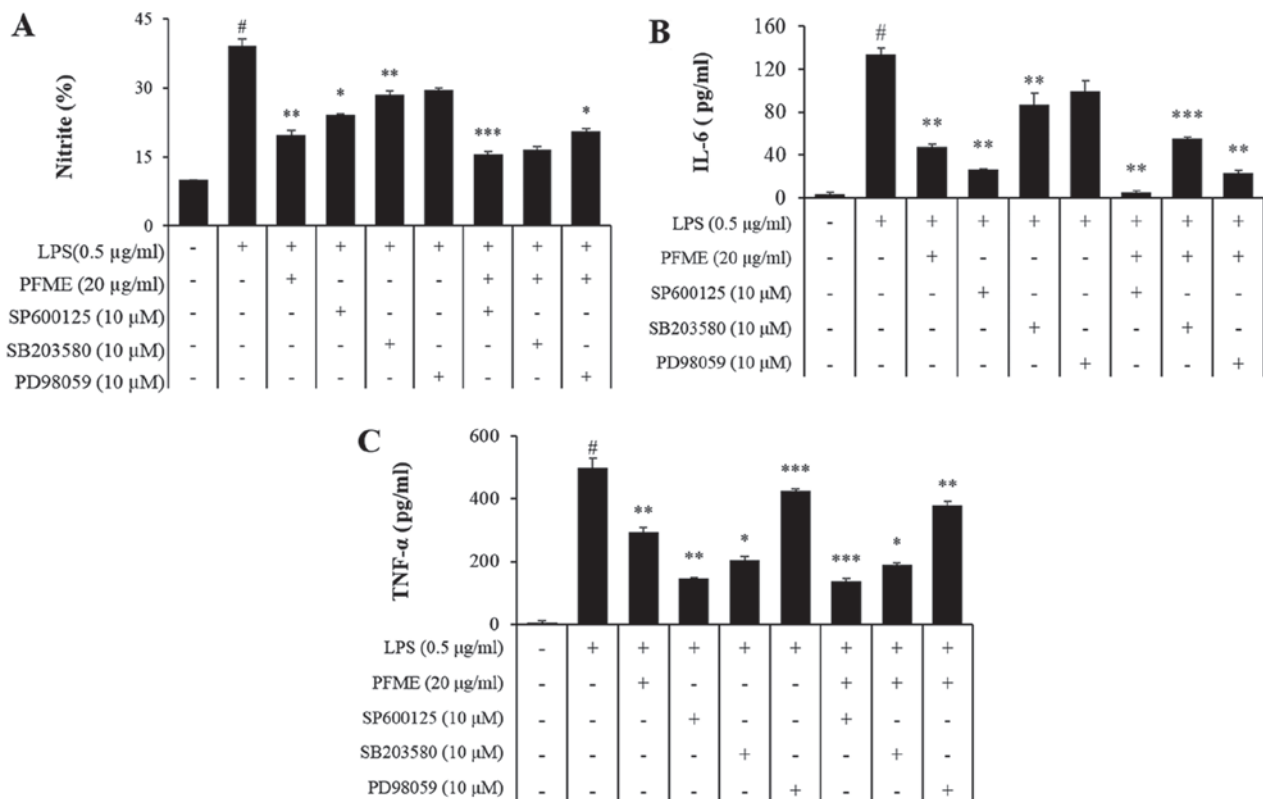 A
Nitrite (%)
45
30
15
0
# ** * ** *** *
LPS(0.5 µg/ml) - + + + + + + + +
PFME (20 µg/ml) - - + - - - + + +
SP600125 (10 µM) - - - + - - + - -
SB203580 (10 µM) - - - - + - - + -
PD98059 (10 µM) - - - - - + - - +
B
IL-6 ( pg/ml)
160
120
80
40
0
# ** ** ** ** *** **
LPS (0.5 µg/ml) - + + + + + + + +
PFME (20 µg/ml) - - + - - - + + +
SP600125 (10 µM) - - - + - - + - -
SB203580 (10 µM) - - - - + - - + -
PD98059 (10 µM) - - - - - + - - +
C
TNF-α (pg/ml)
600
400
200
0
# ** ** * *** *** * **
LPS (0.5 µg/ml) - + + + + + + + +
PFME (20 µg/ml) - - + - - - + + +
SP600125 (10 µM) - - - + - - + - -
SB203580 (10 µM) - - - - + - - + -
PD98059 (10 µM) - - - - - + - - +